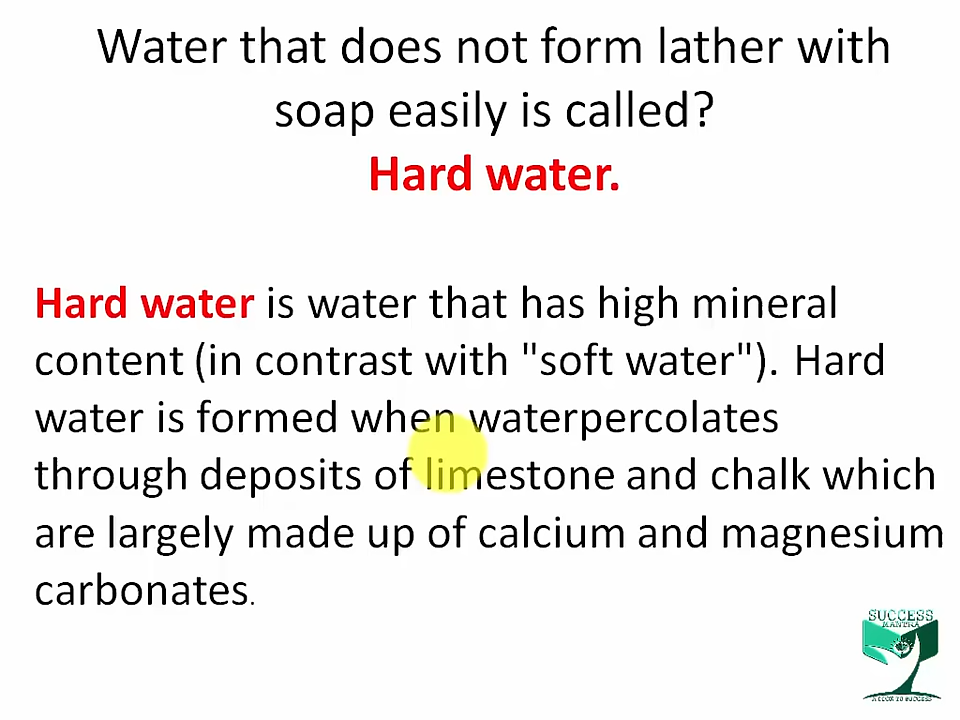 Water that does not form lather with
soap easily is called?
Hard water.
Hard water is water that has high mineral
content (in contrast with "soft water"). Hard
water is formed when waterpercolates
through deposits of limestone and chalk which
are largely made up of calcium and magnesium
carbonates.
SUCCESS
MANTRA